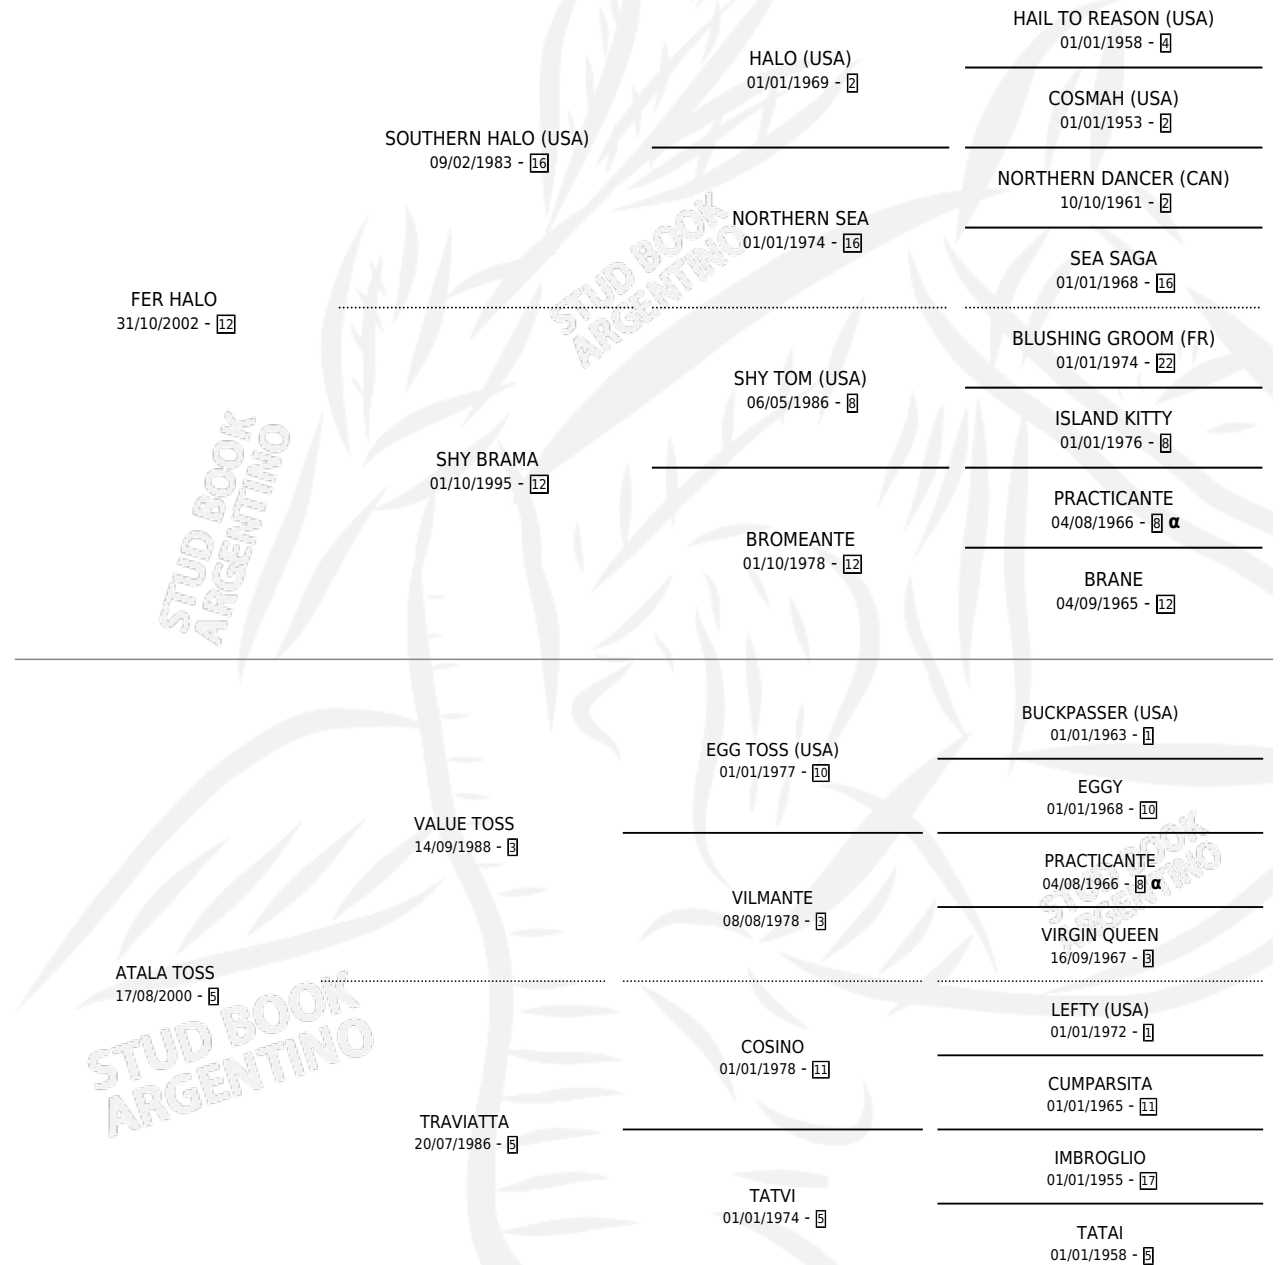 HAIL TO REASON (USA)
01/01/1958 - 4
HALO (USA)
01/01/1969 - 2
COSMAH (USA)
01/01/1953 - 2
SOUTHERN HALO (USA)
09/02/1983 - 16
NORTHERN DANCER (CAN)
10/10/1961 - 2
NORTHERN SEA
01/01/1974 - 16
SEA SAGA
01/01/1968 - 16
STUD BOOK
ARGENTINO
FER HALO
31/10/2002 - 12
BLUSHING GROOM (FR)
01/01/1974 - 22
SHY TOM (USA)
06/05/1986 - 8
ISLAND KITTY
01/01/1976 - 8
SHY BRAMA
01/10/1995 - 12
PRACTICANTE
04/08/1966 - 8 α
BROMEANTE
01/10/1978 - 12
BRANE
04/09/1965 - 12
STUD BOOK
ARGENTINO
BUCKPASSER (USA)
01/01/1963 - 1
EGG TOSS (USA)
01/01/1977 - 10
EGGY
01/01/1968 - 10
VALUE TOSS
14/09/1988 - 3
PRACTICANTE
04/08/1966 - 8 α
VILMANTE
08/08/1978 - 3
VIRGIN QUEEN
16/09/1967 - 3
STUD BOOK
ARGENTINO
ATALA TOSS
17/08/2000 - 5
LEFTY (USA)
01/01/1972 - 1
COSINO
01/01/1978 - 11
CUMPARSITA
01/01/1965 - 11
STUD BOOK
ARGENTINO
TRAVIATTA
20/07/1986 - 5
IMBROGLIO
01/01/1955 - 17
TATVI
01/01/1974 - 5
TATAI
01/01/1958 - 5